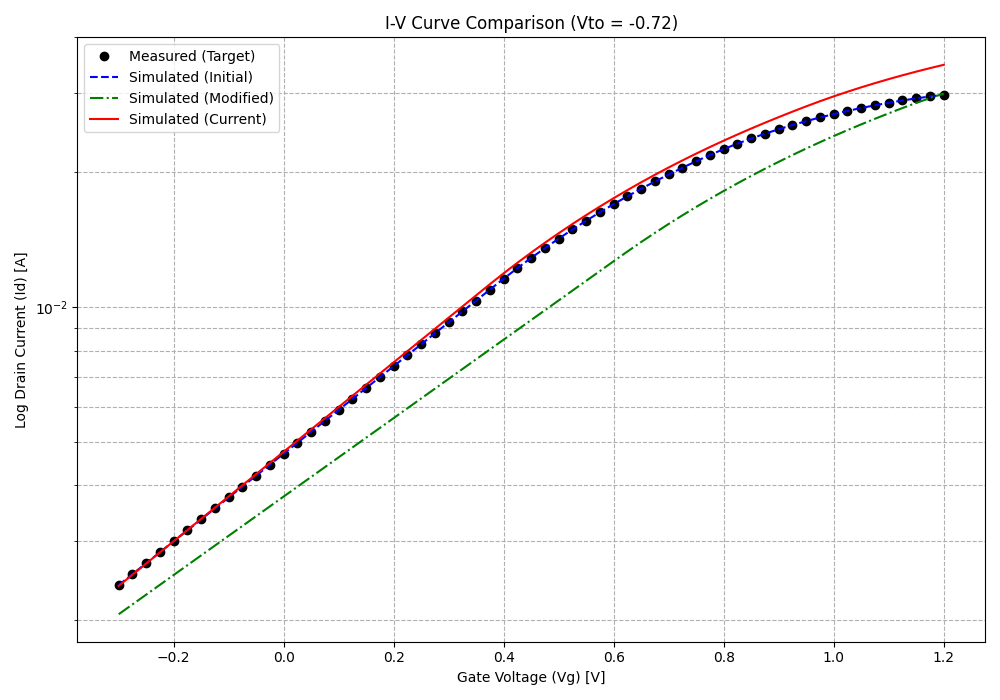 I-V Curve Comparison (Vto = -0.72)
Measured (Target)
Simulated (Initial)
Simulated (Modified)
Simulated (Current)
Log Drain Current (Id) [A]
10⁻²
−0.2 0.0 0.2 0.4 0.6 0.8 1.0 1.2
Gate Voltage (Vg) [V]